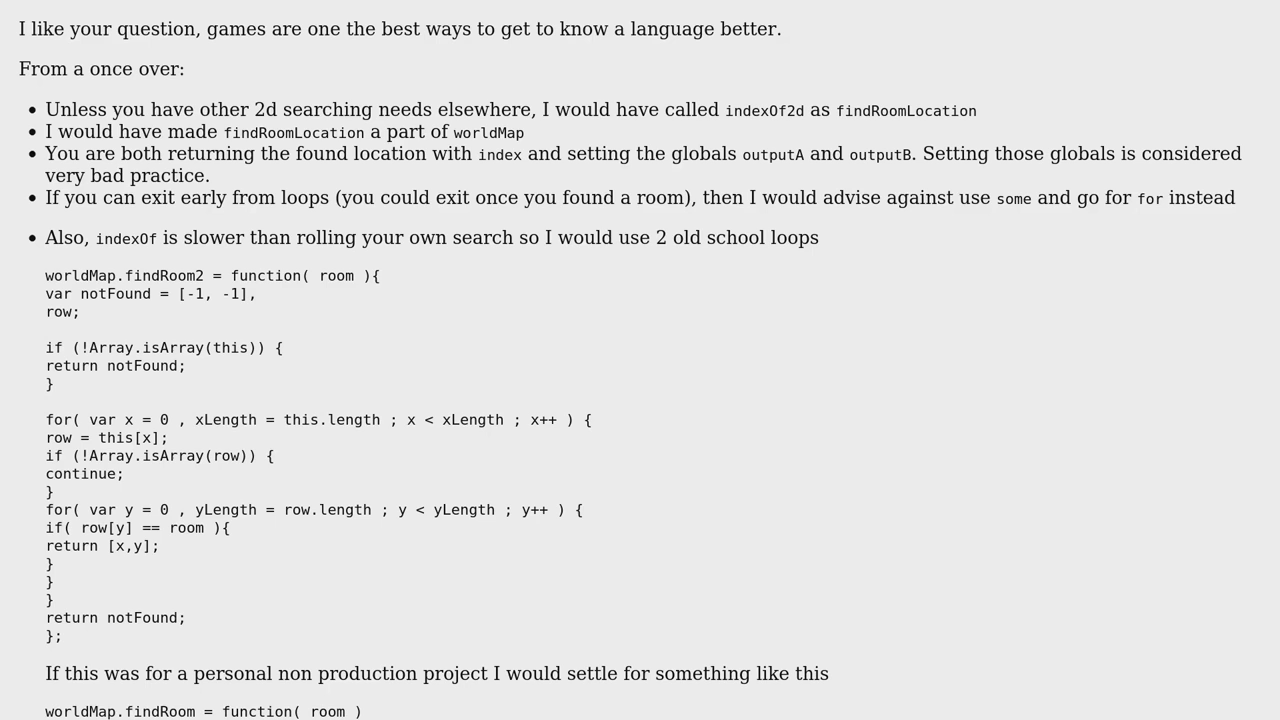 I like your question, games are one the best ways to get to know a language better.
From a once over:
• Unless you have other 2d searching needs elsewhere, I would have called indexOf2d as findRoomLocation
• I would have made findRoomLocation a part of worldMap
• You are both returning the found location with index and setting the globals outputA and outputB. Setting those globals is considered
very bad practice.
• If you can exit early from loops (you could exit once you found a room), then I would advise against use some and go for for instead
• Also, indexOf is slower than rolling your own search so I would use 2 old school loops
worldMap.findRoom2 = function( room ){
var notFound = [-1, -1],
row;
if (!Array.isArray(this)) {
return notFound;
}
for( var x = 0 , xLength = this.length ; x < xLength ; x++ ) {
row = this[x];
if (!Array.isArray(row)) {
continue;
}
for( var y = 0 , yLength = row.length ; y < yLength ; y++ ) {
if( row[y] == room ){
return [x,y];
}
}
}
return notFound;
};
If this was for a personal non production project I would settle for something like this
worldMap.findRoom = function( room )